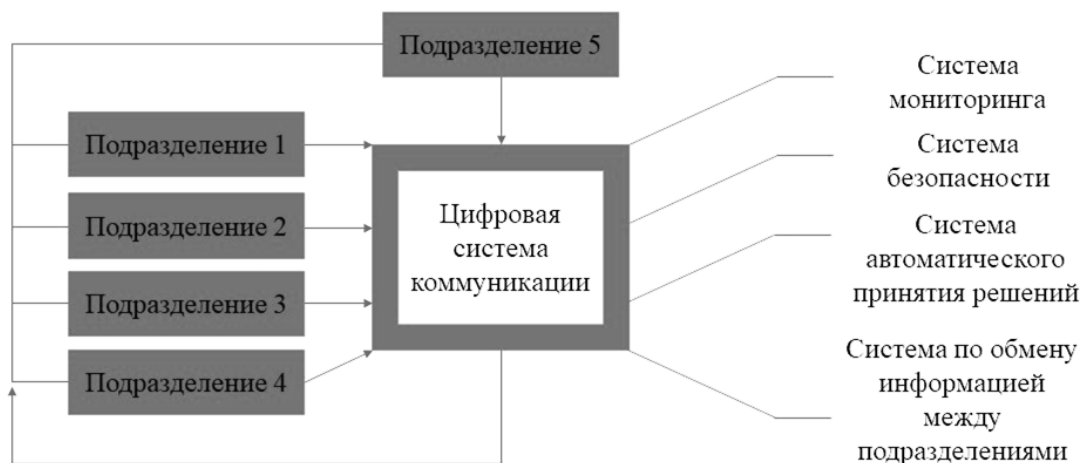 Подразделение 5
Подразделение 1
Подразделение 2
Подразделение 3
Подразделение 4
Цифровая
система
коммуникации
Система
мониторинга
Система
безопасности
Система
автоматического
принятия решений
Система по обмену
информацией
между
подразделениями